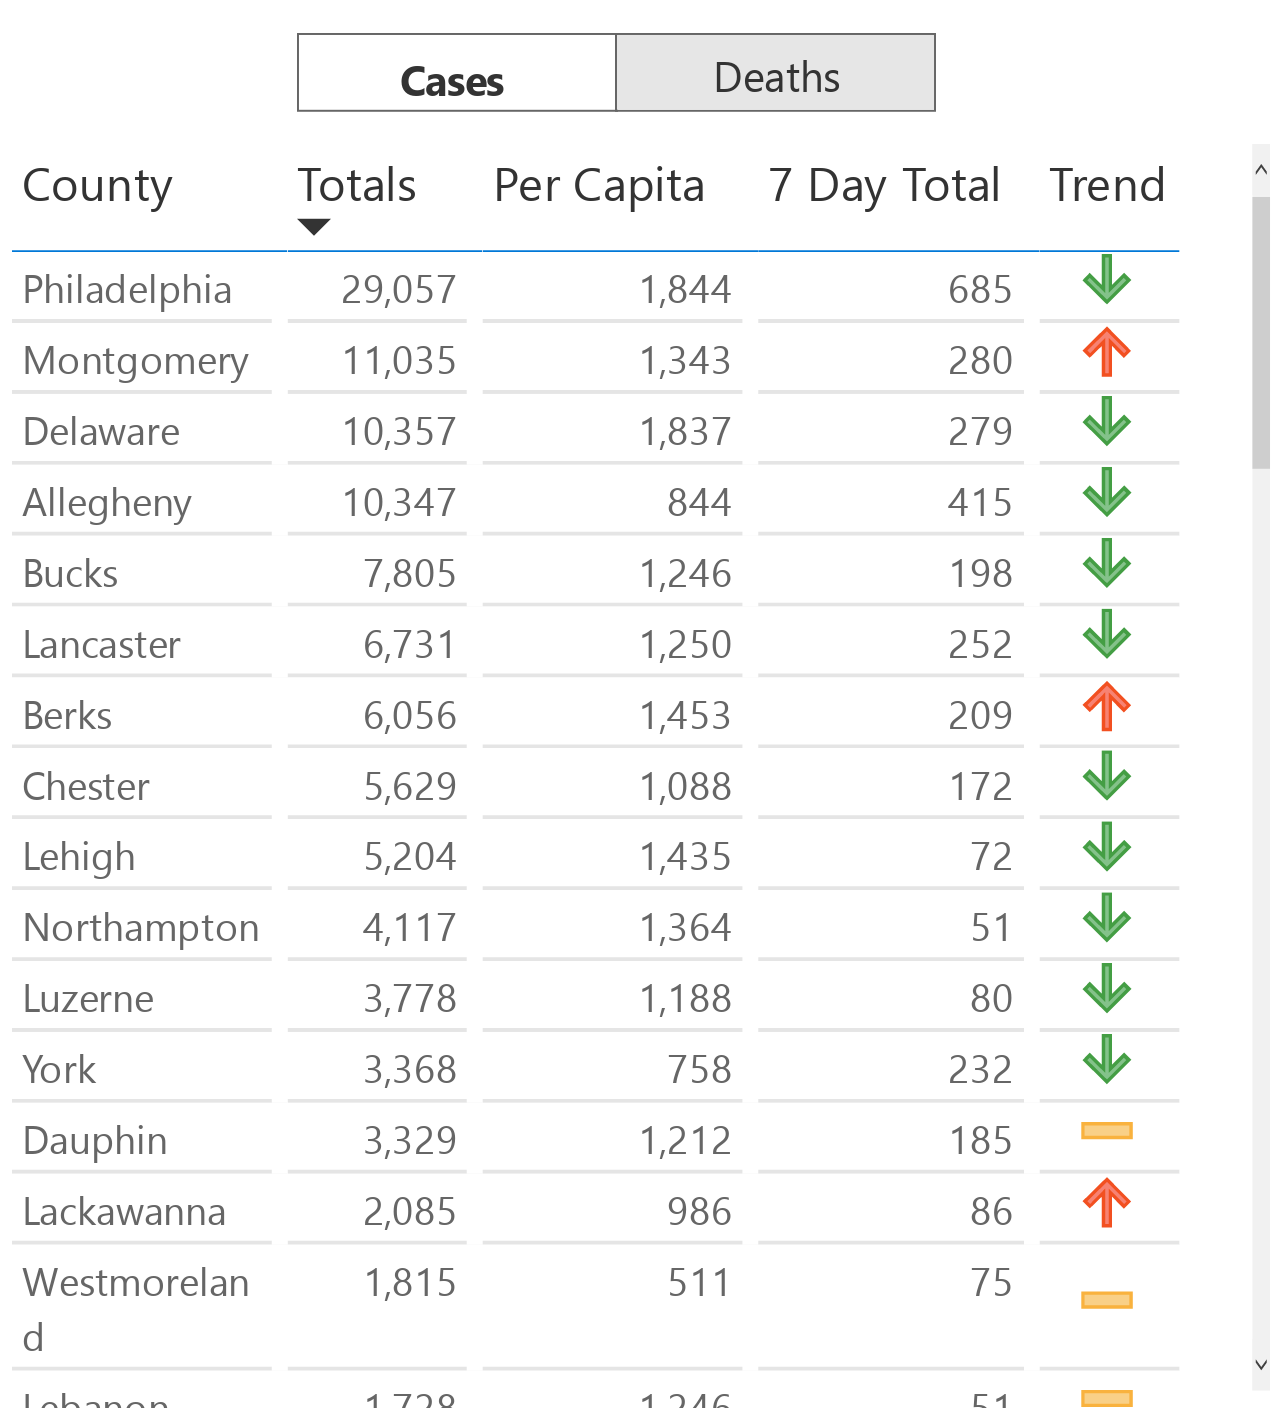 Cases Deaths
County Totals Per Capita 7 Day Total Trend
Philadelphia 29,057 1,844 685
Montgomery 11,035 1,343 280
Delaware 10,357 1,837 279
Allegheny 10,347 844 415
Bucks 7,805 1,246 198
Lancaster 6,731 1,250 252
Berks 6,056 1,453 209
Chester 5,629 1,088 172
Lehigh 5,204 1,435 72
Northampton 4,117 1,364 51
Luzerne 3,778 1,188 80
York 3,368 758 232
Dauphin 3,329 1,212 185
Lackawanna 2,085 986 86
Westmorelan 1,815 511 75
d
Lebanon 1,728 1,246 51